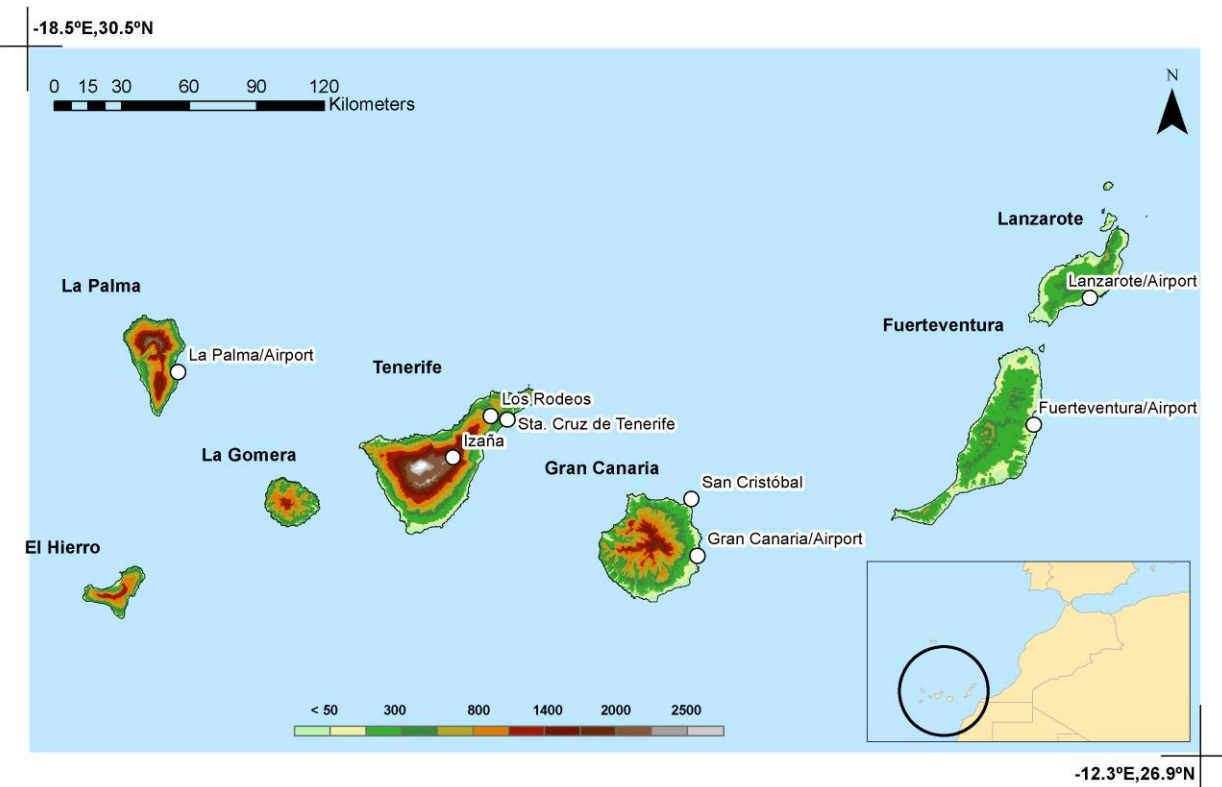 -18.5ºE,30.5ºN
0 15 30 60 90 120
Kilometers
N
Lanzarote
Lanzarote/Airport
La Palma
Fuerteventura
La Palma/Airport
Tenerife
Los Rodeos
Fuerteventura/Airport
Sta. Cruz de Tenerife
Izaña
La Gomera
Gran Canaria
San Cristóbal
Gran Canaria/Airport
El Hierro
< 50 300 800 1400 2000 2500
-12.3ºE,26.9ºN